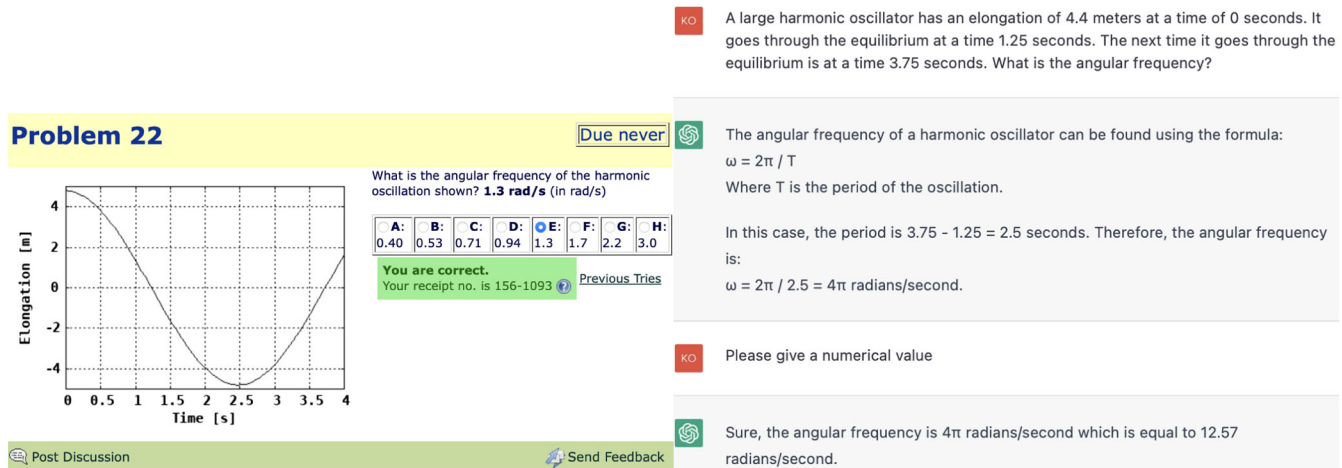 Problem 22
Due never
What is the angular frequency of the harmonic
oscillation shown? 1.3 rad/s (in rad/s)
A: B: C: D: E: F: G: H:
0.40 0.53 0.71 0.94 1.3 1.7 2.2 3.0
You are correct.
Your receipt no. is 156-1093 ?
Previous Tries
Elongation [m]
4
2
0
-2
-4
0 0.5 1 1.5 2 2.5 3 3.5 4
Time [s]
Post Discussion
Send Feedback
KO
A large harmonic oscillator has an elongation of 4.4 meters at a time of 0 seconds. It
goes through the equilibrium at a time 1.25 seconds. The next time it goes through the
equilibrium is at a time 3.75 seconds. What is the angular frequency?
The angular frequency of a harmonic oscillator can be found using the formula:
ω = 2π / T
Where T is the period of the oscillation.
In this case, the period is 3.75 - 1.25 = 2.5 seconds. Therefore, the angular frequency
is:
ω = 2π / 2.5 = 4π radians/second.
KO
Please give a numerical value
Sure, the angular frequency is 4π radians/second which is equal to 12.57
radians/second.